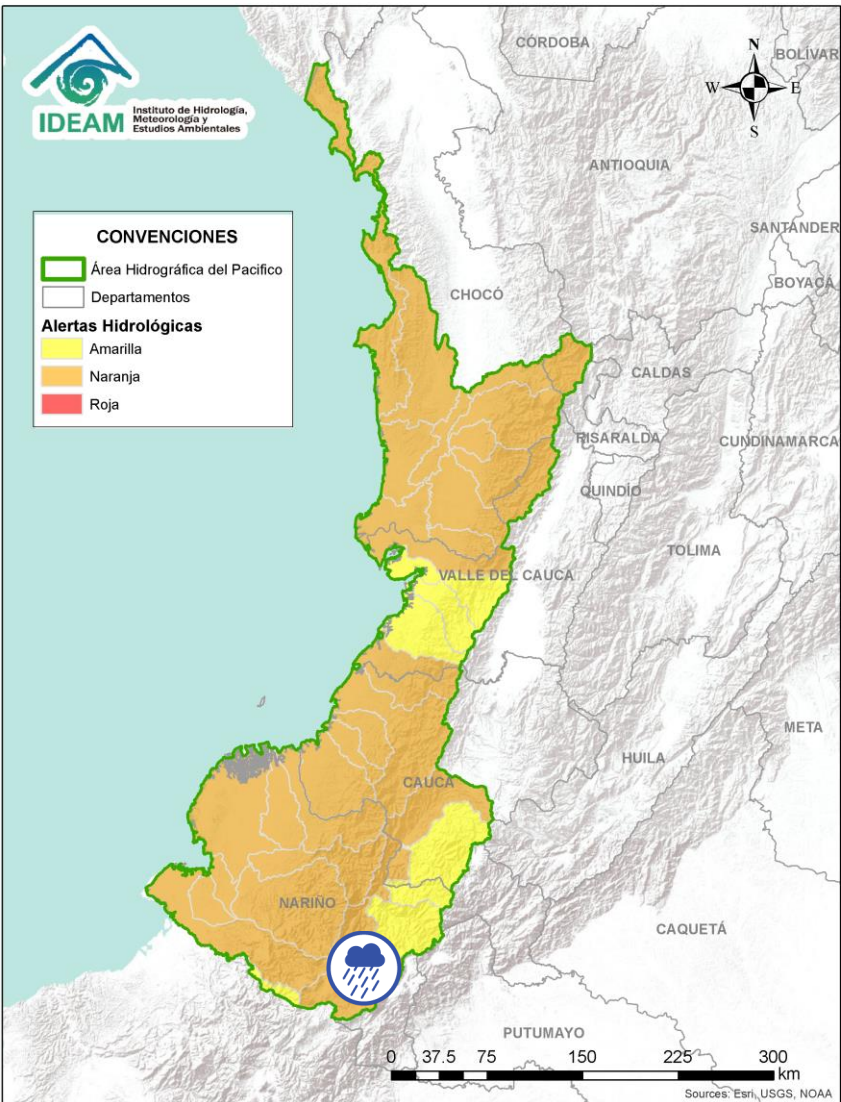 IDEAM
Instituto de Hidrología,
Meteorología y
Estudios Ambientales
N
W E
S
CÓRDOBA
BOLIVAR
ANTIOQUIA
SANTANDER
BOYACÁ
CHOCÓ
CONVENCIONES
Área Hidrográfica del Pacifico
Departamentos
Alertas Hidrológicas
Amarilla
Naranja
Roja
CALDAS
RISARALDA
CUNDINAMARCA
QUINDÍO
TOLIMA
VALLE DEL CAUCA
META
HUILA
CAUCA
NARIÑO
CAQUETÁ
PUTUMAYO
0 37.5 75 150 225 300
km
Sources: Esri, USGS, NOAA